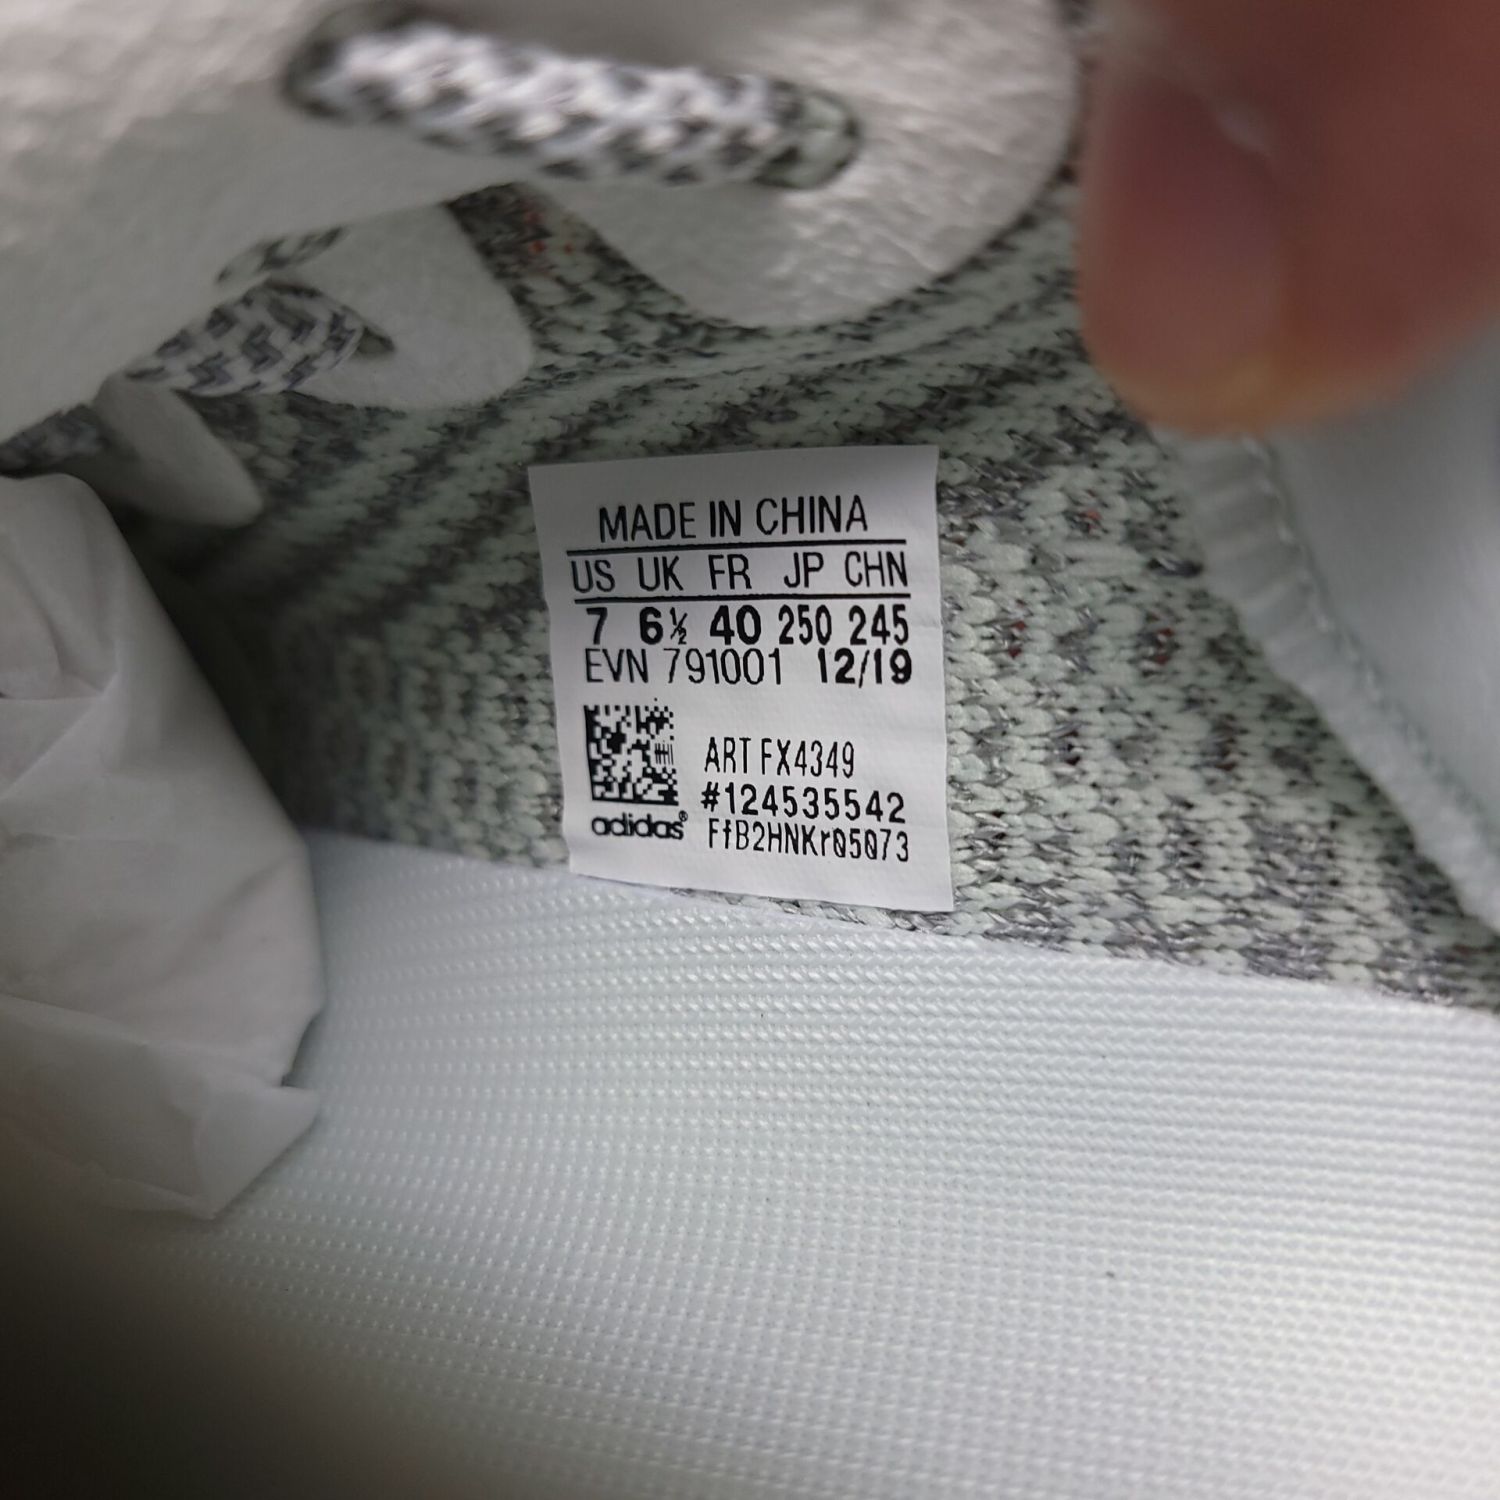 MADE IN CHINA
US UK FR JP CHN
7 6½ 40 250 245
EVN 791001 12/19
ART FX4349
#124535542
adidas®
FfB2HNKr05073